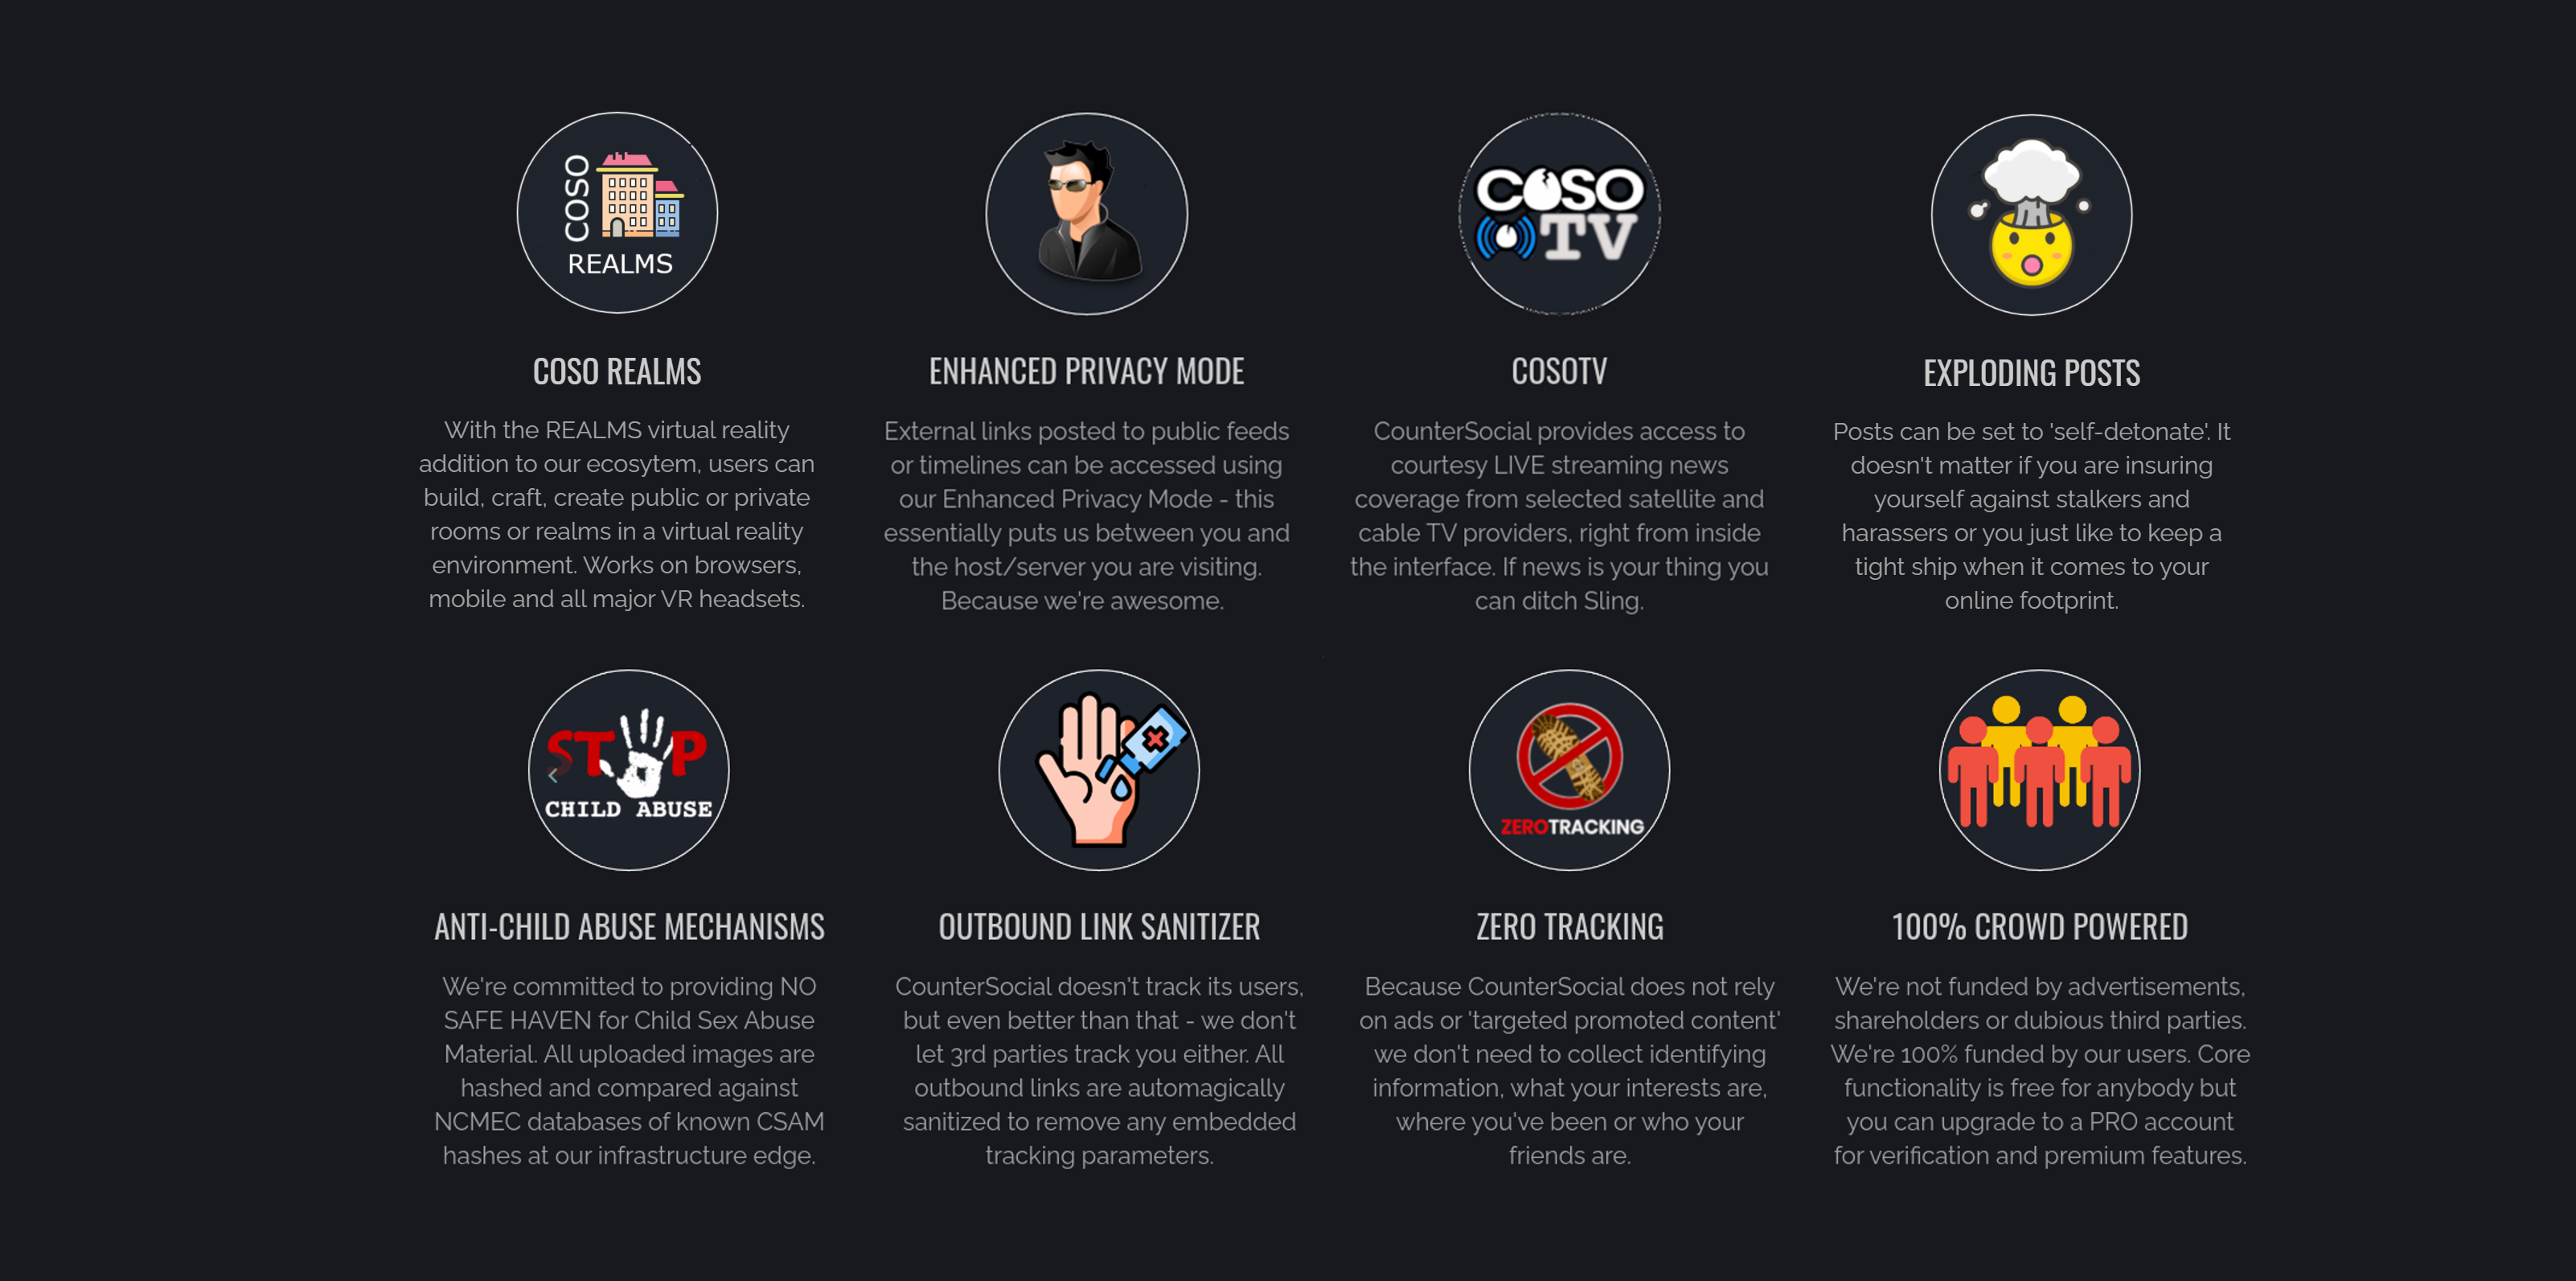 COSO
REALMS
COSO REALMS
With the REALMS virtual reality
addition to our ecosytem, users can
build, craft, create public or private
rooms or realms in a virtual reality
environment. Works on browsers,
mobile and all major VR headsets.
ENHANCED PRIVACY MODE
External links posted to public feeds
or timelines can be accessed using
our Enhanced Privacy Mode - this
essentially puts us between you and
the host/server you are visiting.
Because we're awesome.
COSO
TV
COSOTV
CounterSocial provides access to
courtesy LIVE streaming news
coverage from selected satellite and
cable TV providers, right from inside
the interface. If news is your thing you
can ditch Sling.
EXPLODING POSTS
Posts can be set to 'self-detonate'. It
doesn't matter if you are insuring
yourself against stalkers and
harassers or you just like to keep a
tight ship when it comes to your
online footprint.
STOP
CHILD ABUSE
ANTI-CHILD ABUSE MECHANISMS
We're committed to providing NO
SAFE HAVEN for Child Sex Abuse
Material. All uploaded images are
hashed and compared against
NCMEC databases of known CSAM
hashes at our infrastructure edge.
OUTBOUND LINK SANITIZER
CounterSocial doesn't track its users,
but even better than that - we don't
let 3rd parties track you either. All
outbound links are automagically
sanitized to remove any embedded
tracking parameters.
ZEROTRACKING
ZERO TRACKING
Because CounterSocial does not rely
on ads or 'targeted promoted content'
we don't need to collect identifying
information, what your interests are,
where you've been or who your
friends are.
100% CROWD POWERED
We're not funded by advertisements,
shareholders or dubious third parties.
We're 100% funded by our users. Core
functionality is free for anybody but
you can upgrade to a PRO account
for verification and premium features.